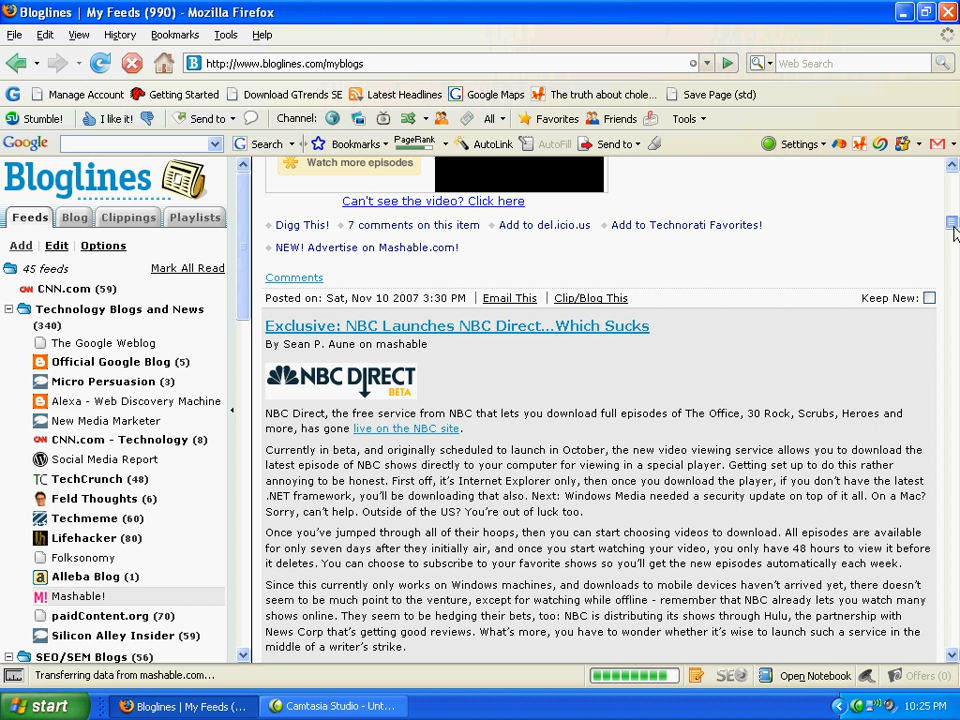 Bloglines | My Feeds (990) - Mozilla Firefox
File Edit View History Bookmarks Tools Help
B http://www.bloglines.com/myblogs Web Search
G Manage Account Getting Started Download GTrends SE Latest Headlines Google Maps The truth about chole... Save Page (std)
Stumble! I like it! Send to Channel: All Favorites Friends Tools
Google G Search Bookmarks PageRank AutoLink AutoFill Send to Settings
Bloglines
Feeds Blog Clippings Playlists
Add | Edit | Options
45 feeds Mark All Read
CNN CNN.com (59)
Technology Blogs and News
(340)
The Google Weblog
Official Google Blog (5)
Micro Persuasion (3)
Alexa - Web Discovery Machine
New Media Marketer
CNN CNN.com - Technology (8)
Social Media Report
TC TechCrunch (48)
Feld Thoughts (6)
Techmeme (60)
Lifehacker (80)
Folksonomy
a Alleba Blog (1)
M! Mashable!
paidContent.org (70)
Silicon Alley Insider (59)
SEO/SEM Blogs (56)
Watch more episodes
Can't see the video? Click here
Digg This! 7 comments on this item Add to del.icio.us Add to Technorati Favorites!
NEW! Advertise on Mashable.com!
Comments
Posted on: Sat, Nov 10 2007 3:30 PM | Email This | Clip/Blog This Keep New:
Exclusive: NBC Launches NBC Direct...Which Sucks
By Sean P. Aune on mashable
NBC DIRECT
BETA
NBC Direct, the free service from NBC that lets you download full episodes of The Office, 30 Rock, Scrubs, Heroes and
more, has gone live on the NBC site.
Currently in beta, and originally scheduled to launch in October, the new video viewing service allows you to download the
latest episode of NBC shows directly to your computer for viewing in a special player. Getting set up to do this rather
annoying to be honest. First off, it's Internet Explorer only, then once you download the player, if you don't have the latest
.NET framework, you'll be downloading that also. Next: Windows Media needed a security update on top of it all. On a Mac?
Sorry, can't help. Outside of the US? You're out of luck too.
Once you've jumped through all of their hoops, then you can start choosing videos to download. All episodes are available
for only seven days after they initially air, and once you start watching your video, you only have 48 hours to view it before
it deletes. You can choose to subscribe to your favorite shows so you'll get the new episodes automatically each week.
Since this currently only works on Windows machines, and downloads to mobile devices haven't arrived yet, there doesn't
seem to be much point to the venture, except for watching while offline - remember that NBC already lets you watch many
shows online. They seem to be hedging their bets, too: NBC is distributing its shows through Hulu, the partnership with
News Corp that's getting good reviews. What's more, you have to wonder whether it's wise to launch such a service in the
middle of a writer's strike.
Transferring data from mashable.com... SEO Open Notebook Offers (0)
start Bloglines | My Feeds (... Camtasia Studio - Unt... 10:25 PM